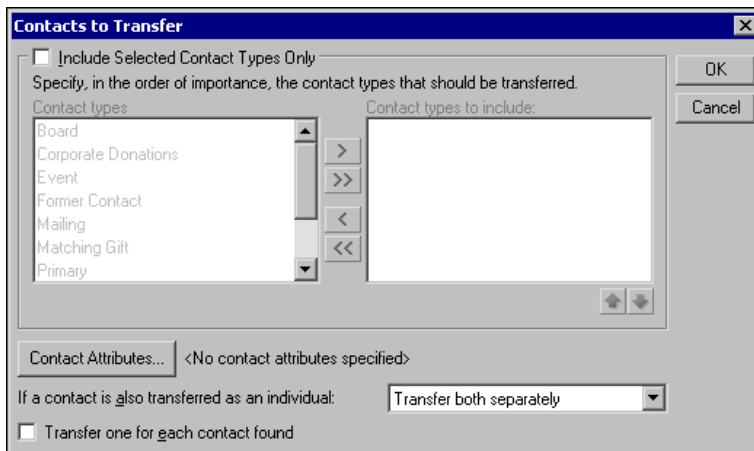 Contacts to Transfer
Include Selected Contact Types Only
OK
Specify, in the order of importance, the contact types that should be transferred.
Cancel
Contact types
Contact types to include:
Board
Corporate Donations
Event
Former Contact
Mailing
Matching Gift
Primary
>
>>
<
<<
Contact Attributes... <No contact attributes specified>
If a contact is also transferred as an individual: Transfer both separately
Transfer one for each contact found